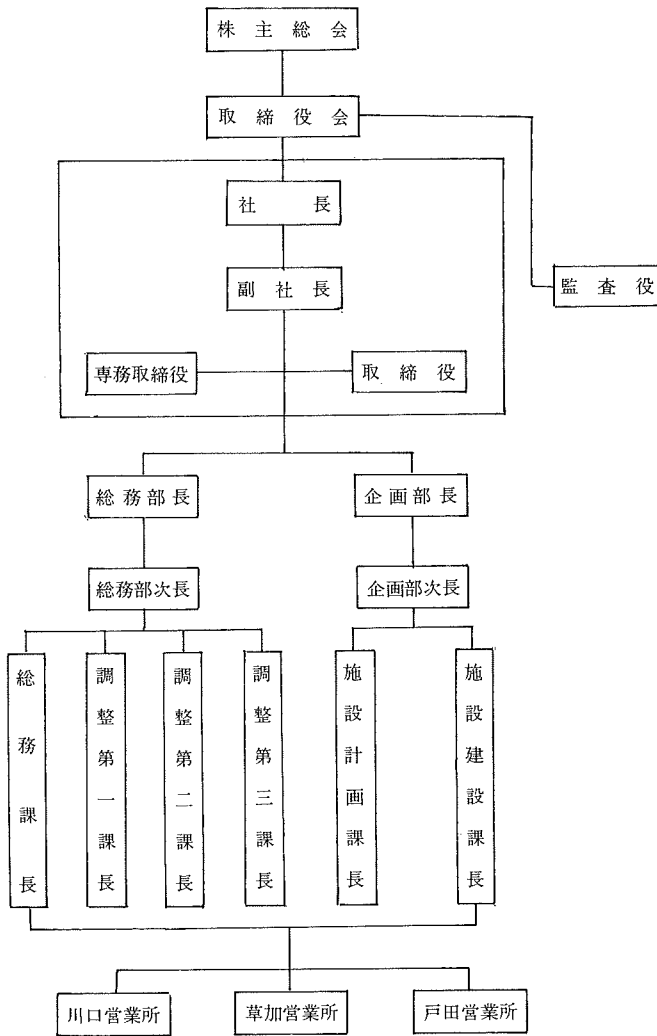 株主総会
取締役会
社長
副社長
監査役
専務取締役
取締役
総務部長
企画部長
総務部次長
企画部次長
総務課長
調整第一課長
調整第二課長
調整第三課長
施設計画課長
施設建設課長
川口営業所
草加営業所
戸田営業所